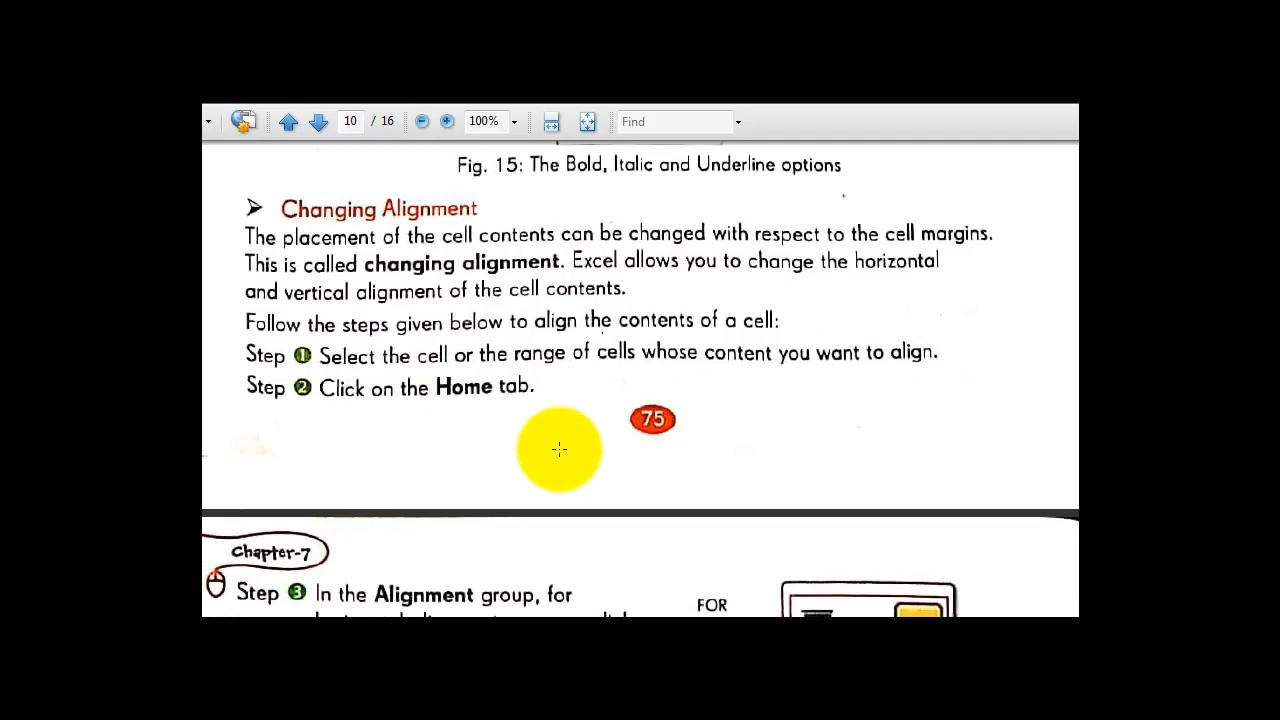 10 / 16 100% Find
Fig. 15: The Bold, Italic and Underline options
➤ Changing Alignment
The placement of the cell contents can be changed with respect to the cell margins.
This is called changing alignment. Excel allows you to change the horizontal
and vertical alignment of the cell contents.
Follow the steps given below to align the contents of a cell:
Step 1 Select the cell or the range of cells whose content you want to align.
Step 2 Click on the Home tab.
75
Chapter-7
Step 3 In the Alignment group, for
FOR